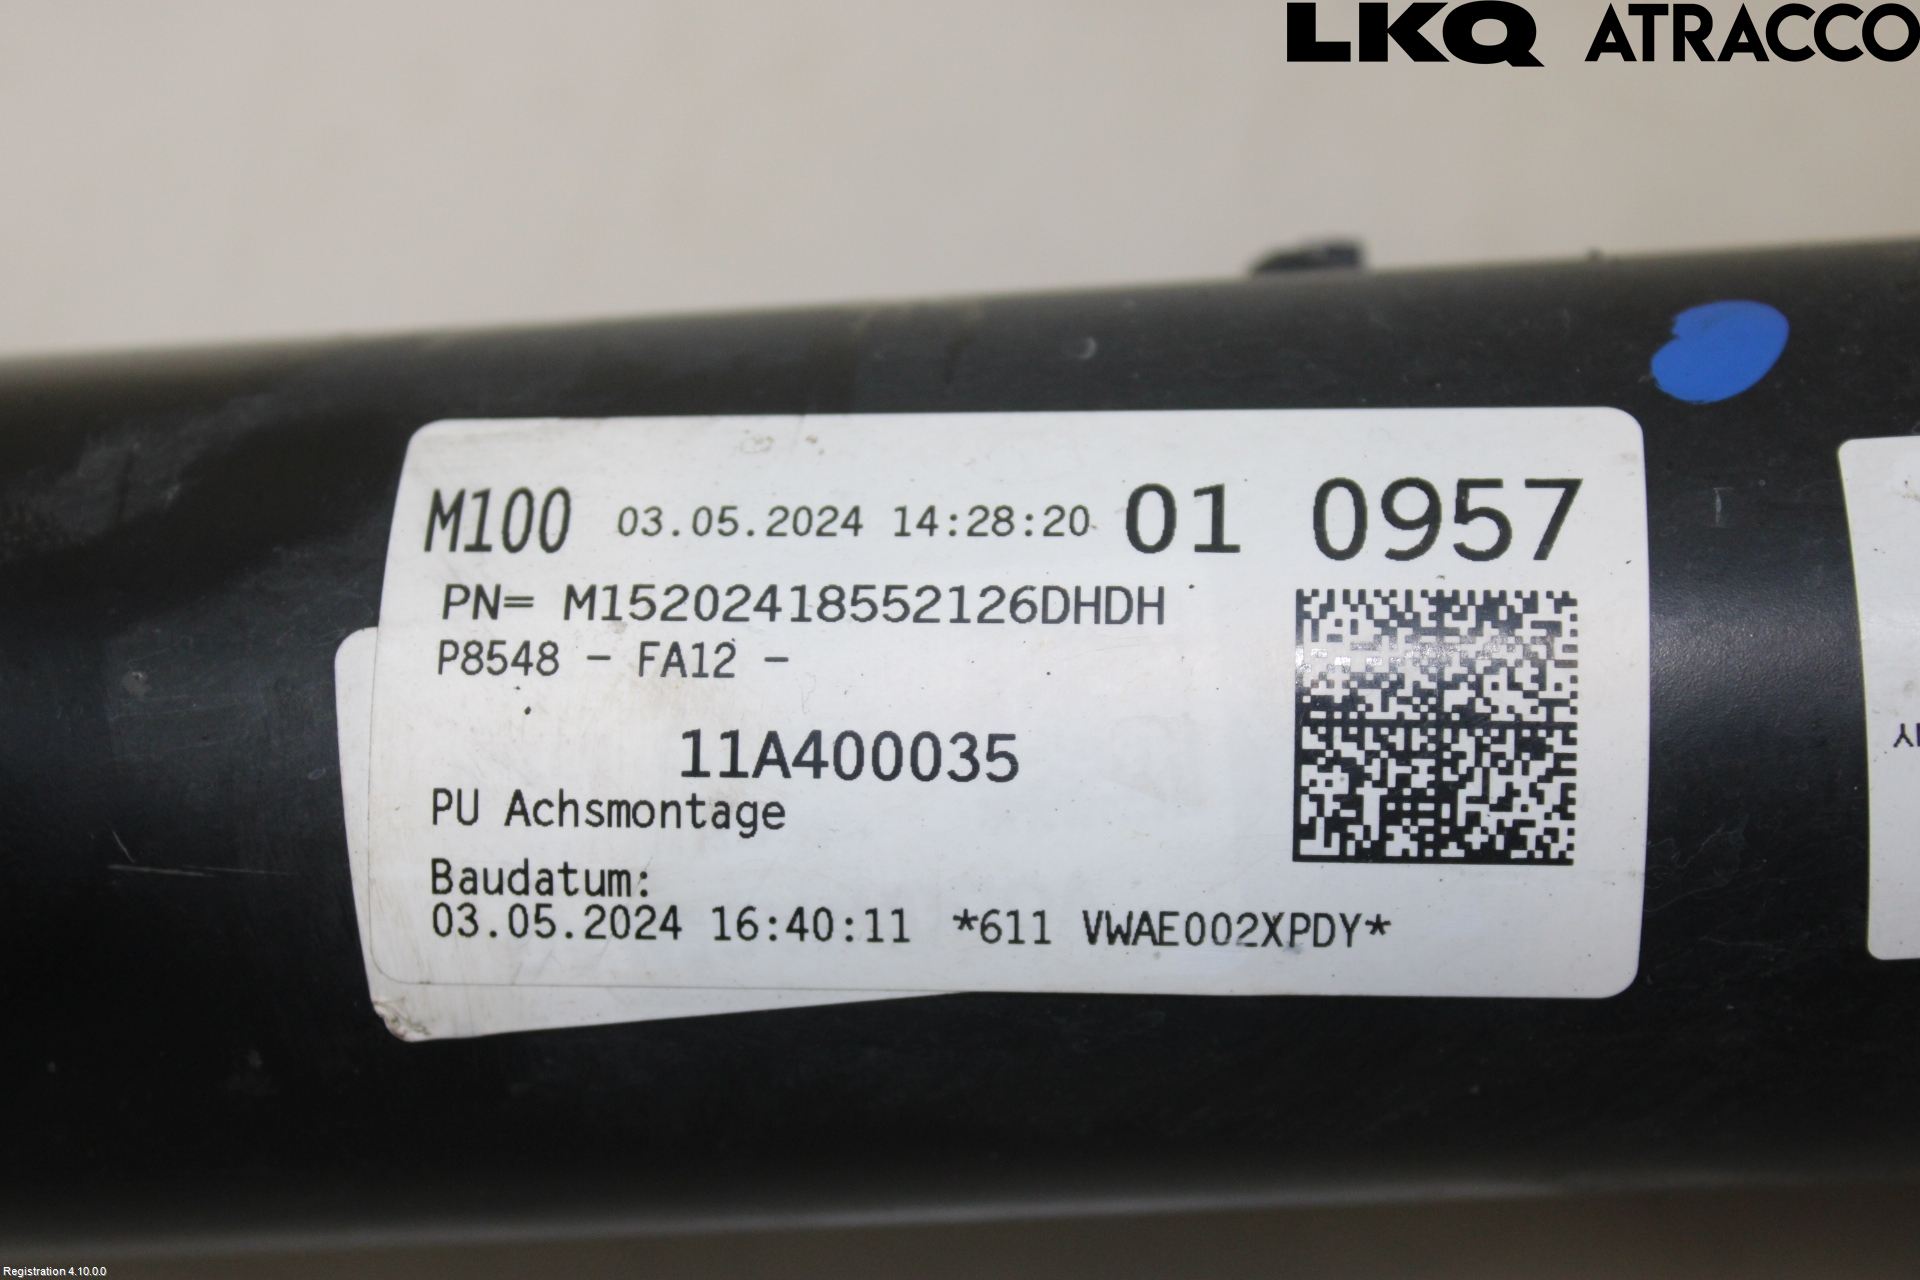 LKQ ATRACCO
M100 03.05.2024 14:28:20 01 0957
PN= M15202418552126DHDH
P8548 - FA12 -
11A400035
PU Achsmontage
Baudatum:
03.05.2024 16:40:11 *611 VWAE002XPDY*
Registration 4.10.0.0